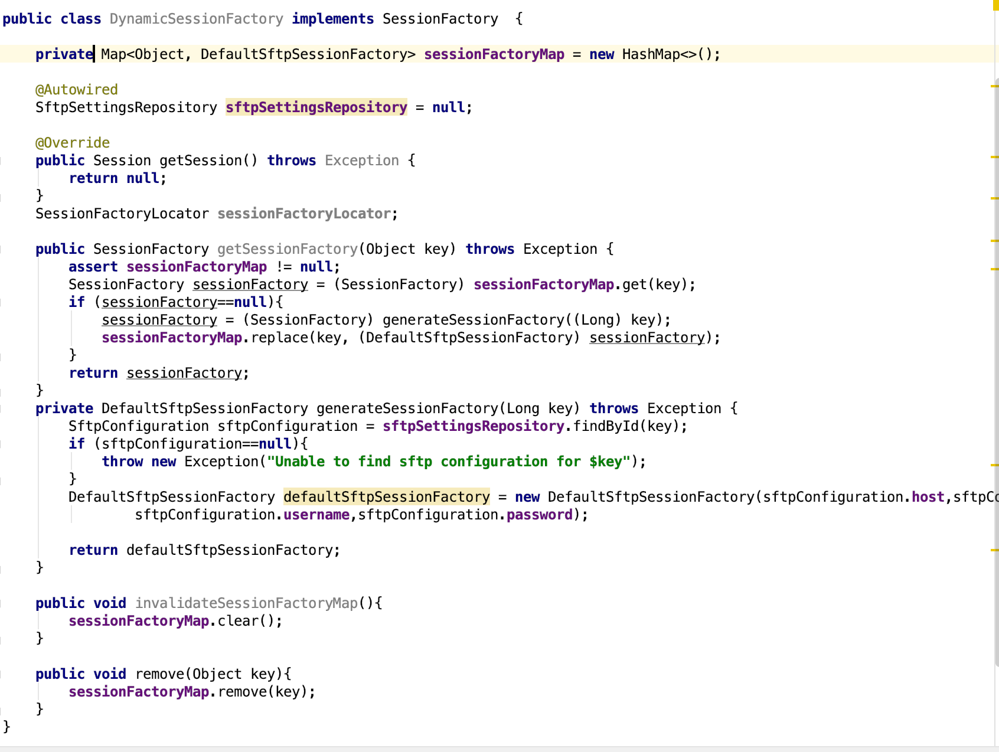 public class DynamicSessionFactory implements SessionFactory  {
private Map<Object, DefaultSftpSessionFactory> sessionFactoryMap = new HashMap<>();
@Autowired
SftpSettingsRepository sftpSettingsRepository = null;
@Override
public Session getSession() throws Exception {
return null;
}
SessionFactoryLocator sessionFactoryLocator;
public SessionFactory getSessionFactory(Object key) throws Exception {
assert sessionFactoryMap != null;
SessionFactory sessionFactory = (SessionFactory) sessionFactoryMap.get(key);
if (sessionFactory==null){
sessionFactory = (SessionFactory) generateSessionFactory((Long) key);
sessionFactoryMap.replace(key, (DefaultSftpSessionFactory) sessionFactory);
}
return sessionFactory;
}
private DefaultSftpSessionFactory generateSessionFactory(Long key) throws Exception {
SftpConfiguration sftpConfiguration = sftpSettingsRepository.findById(key);
if (sftpConfiguration==null){
throw new Exception("Unable to find sftp configuration for $key");
}
DefaultSftpSessionFactory defaultSftpSessionFactory = new DefaultSftpSessionFactory(sftpConfiguration.host,
sftpConfiguration.username,sftpConfiguration.password);
return defaultSftpSessionFactory;
}
public void invalidateSessionFactoryMap(){
sessionFactoryMap.clear();
}
public void remove(Object key){
sessionFactoryMap.remove(key);
}
}